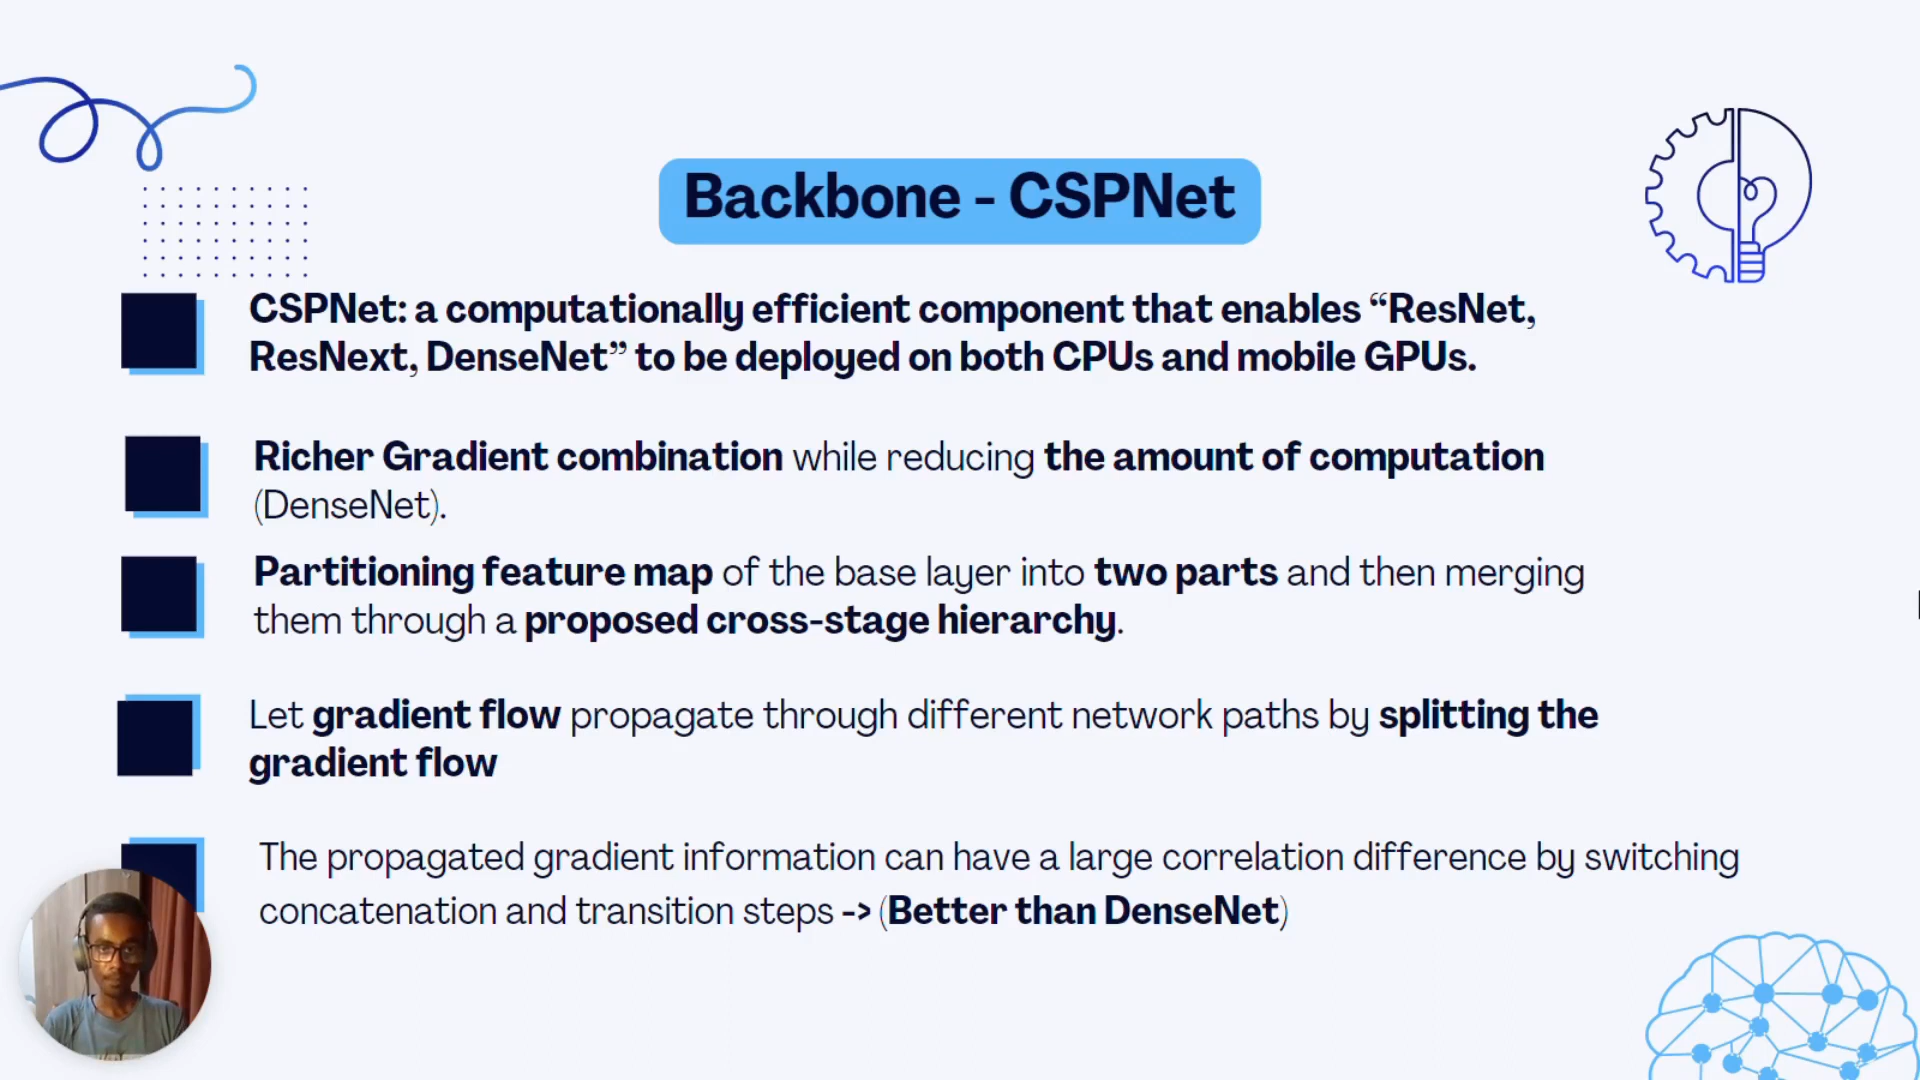 Backbone - CSPNet
CSPNet: a computationally efficient component that enables “ResNet,
ResNext, DenseNet” to be deployed on both CPUs and mobile GPUs.
Richer Gradient combination while reducing the amount of computation
(DenseNet).
Partitioning feature map of the base layer into two parts and then merging
them through a proposed cross-stage hierarchy.
Let gradient flow propagate through different network paths by splitting the
gradient flow
The propagated gradient information can have a large correlation difference by switching
concatenation and transition steps -> (Better than DenseNet)